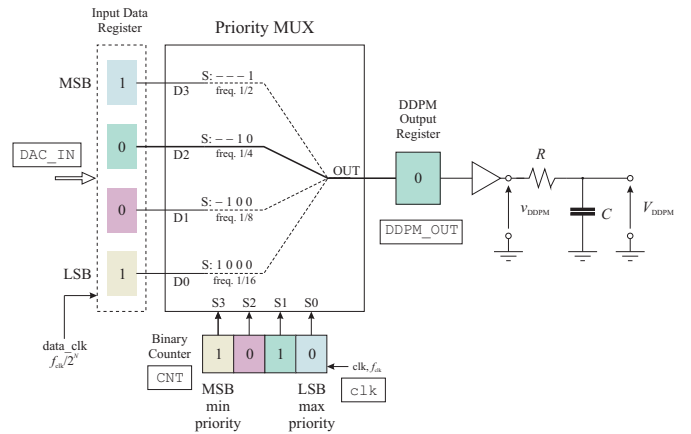 Input Data
Register
Priority MUX
MSB
1
D3
S: – – – 1
freq. 1/2
DAC_IN
0
D2
S: – – 1 0
freq. 1/4
0
D1
S: – 1 0 0
freq. 1/8
LSB
1
D0
S: 1 0 0 0
freq. 1/16
OUT
DDPM
Output
Register
0
DDPM_OUT
R
C
vDDPM
VDDPM
S3 S2 S1 S0
data_clk
fclk/2^N
Binary
Counter
CNT
1 0 1 0
clk, fclk
clk
MSB
min
priority
LSB
max
priority